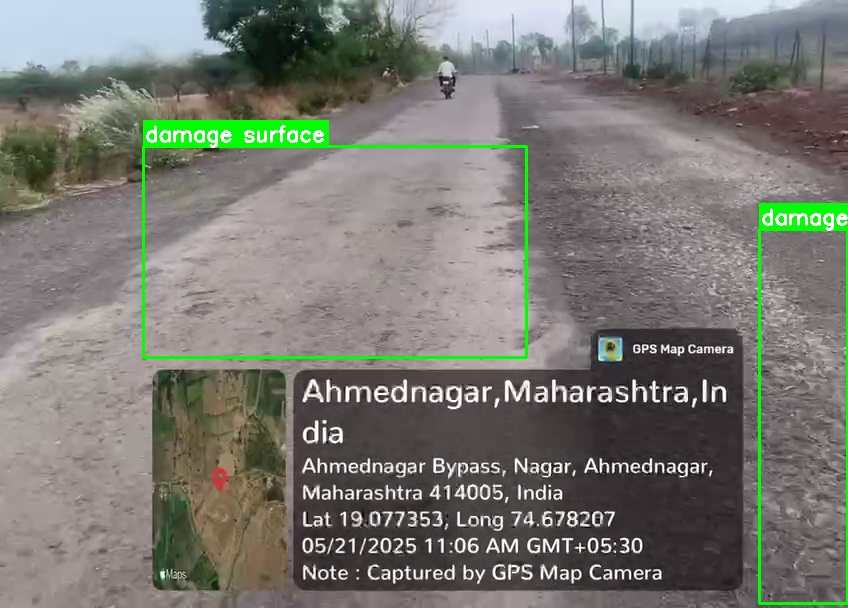 damage surface
damage
GPS Map Camera
Ahmednagar,Maharashtra,In
dia
Ahmednagar Bypass, Nagar, Ahmednagar,
Maharashtra 414005, India
Lat 19.077353, Long 74.678207
05/21/2025 11:06 AM GMT+05:30
Note : Captured by GPS Map Camera
Maps